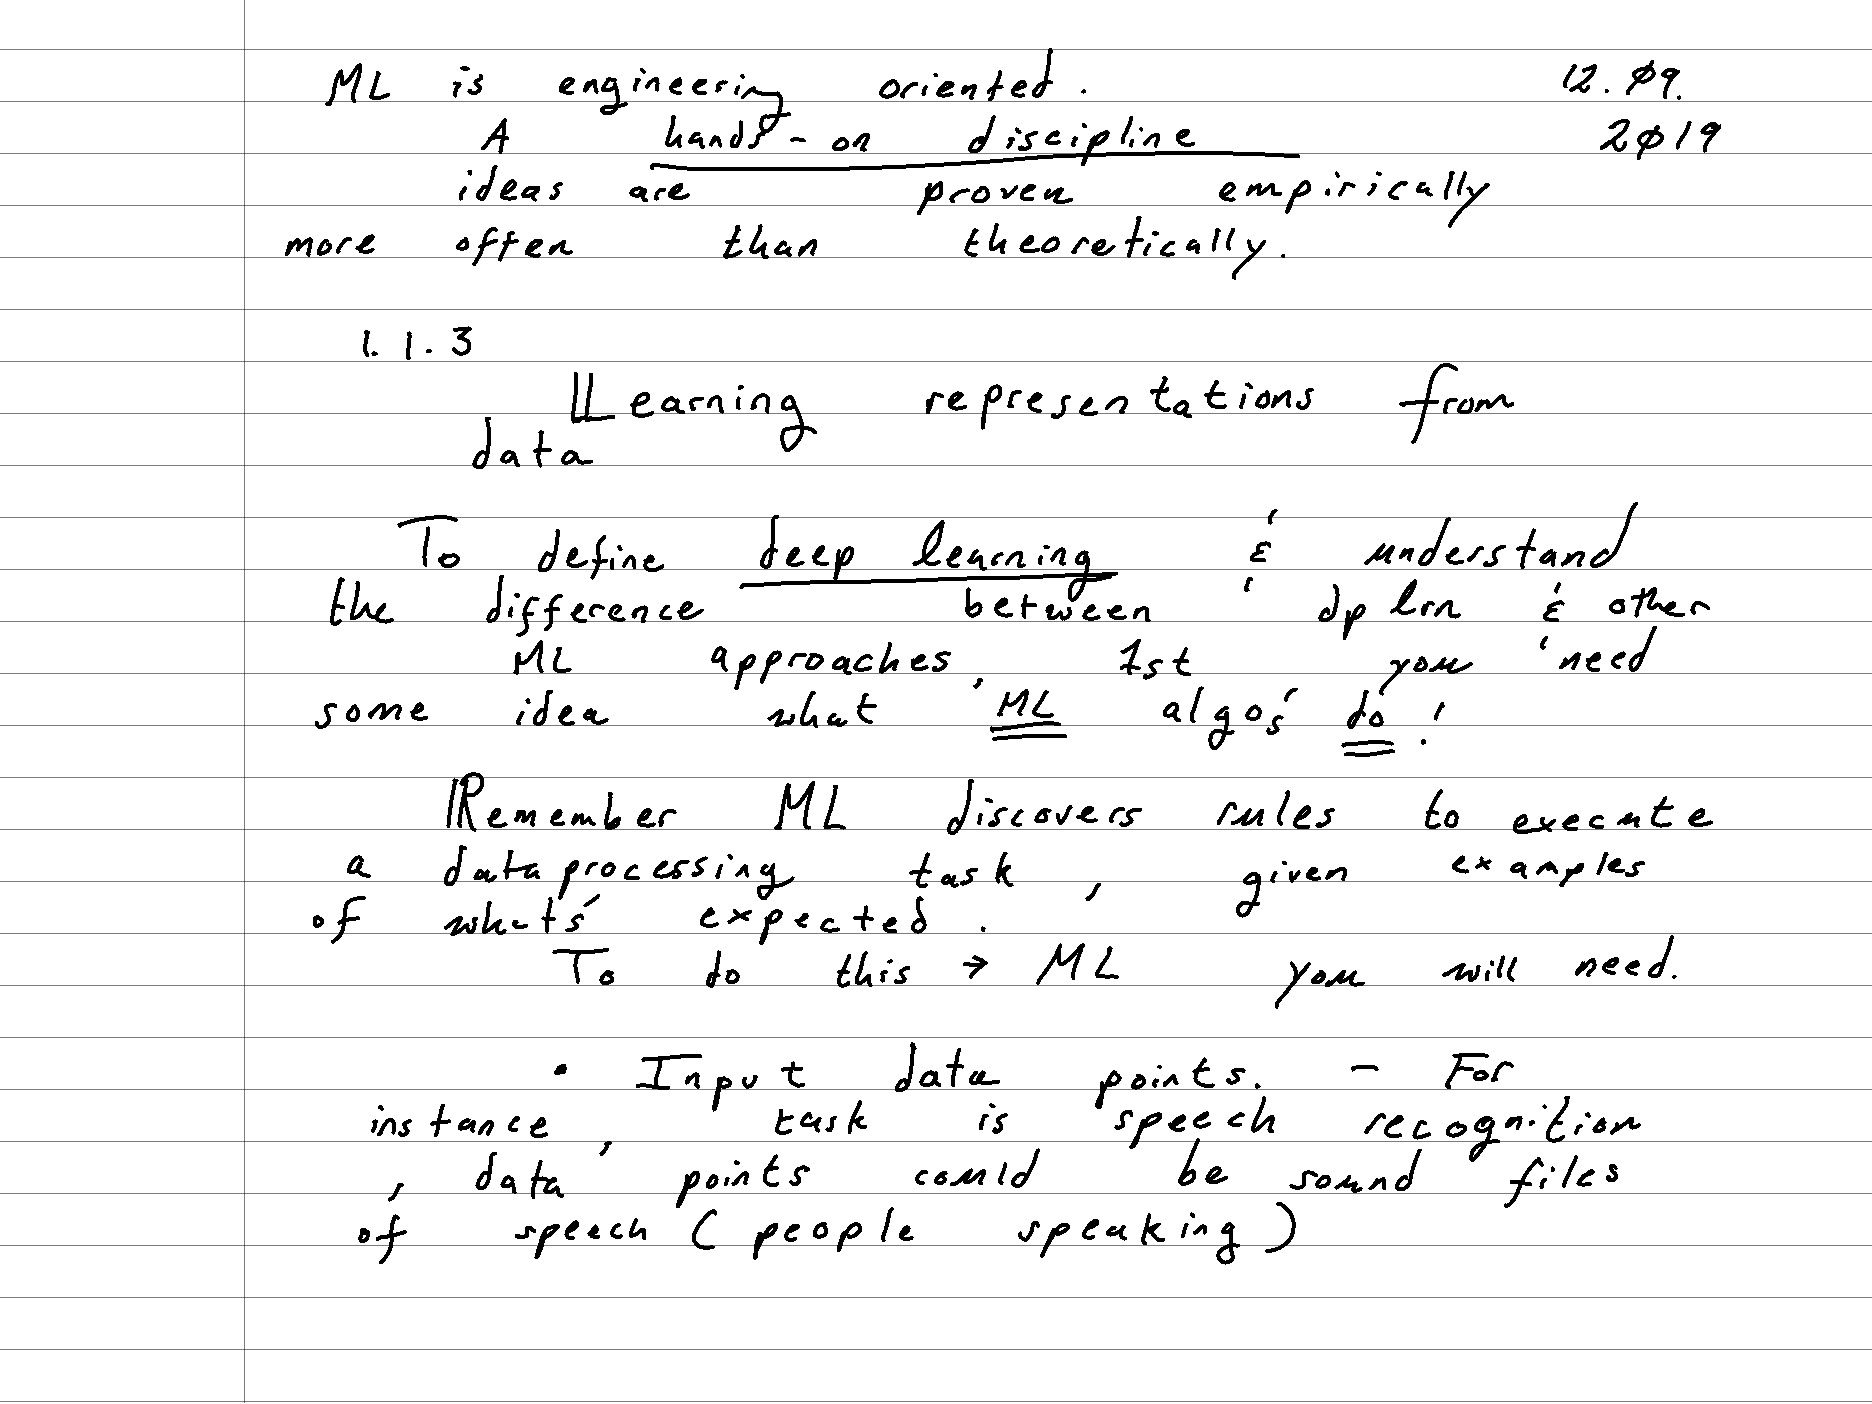 ML is engineering oriented. 12.09.
A hands-on discipline 2019
ideas are proven empirically
more often than theoretically.
1.1.3
Learning representations from
data
To define deep learning & understand
the difference between dp lrn & other
ML approaches, 1st you need
some idea what ML algos' do!
Remember ML discovers rules to execute
a dataprocessing task, given examples
of whats' expected.
To do this → ML you will need.
• Input data points. - For
instance, task is speech recognition
, data points could be sound files
of speech (people speaking)